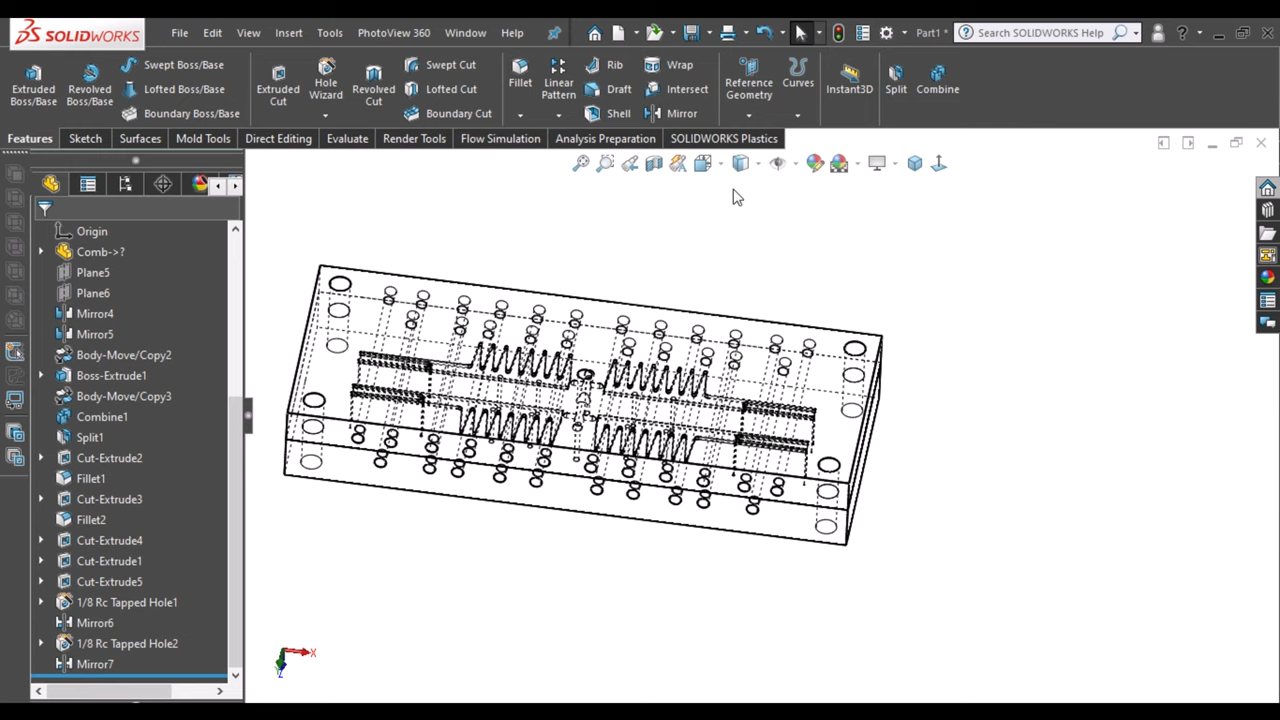 SOLIDWORKS File Edit View Insert Tools PhotoView 360 Window Help Part1 * Search SOLIDWORKS Help ?
Extruded Boss/Base
Revolved Boss/Base
Swept Boss/Base
Lofted Boss/Base
Boundary Boss/Base
Extruded Cut
Hole Wizard
Revolved Cut
Swept Cut
Lofted Cut
Boundary Cut
Fillet
Linear Pattern
Rib
Draft
Shell
Wrap
Intersect
Mirror
Reference Geometry
Curves
Instant3D
Split
Combine
Features Sketch Surfaces Mold Tools Direct Editing Evaluate Render Tools Flow Simulation Analysis Preparation SOLIDWORKS Plastics
Origin
Comb->?
Plane5
Plane6
Mirror4
Mirror5
Body-Move/Copy2
Boss-Extrude1
Body-Move/Copy3
Combine1
Split1
Cut-Extrude2
Fillet1
Cut-Extrude3
Fillet2
Cut-Extrude4
Cut-Extrude1
Cut-Extrude5
1/8 Rc Tapped Hole1
Mirror6
1/8 Rc Tapped Hole2
Mirror7
X
Z